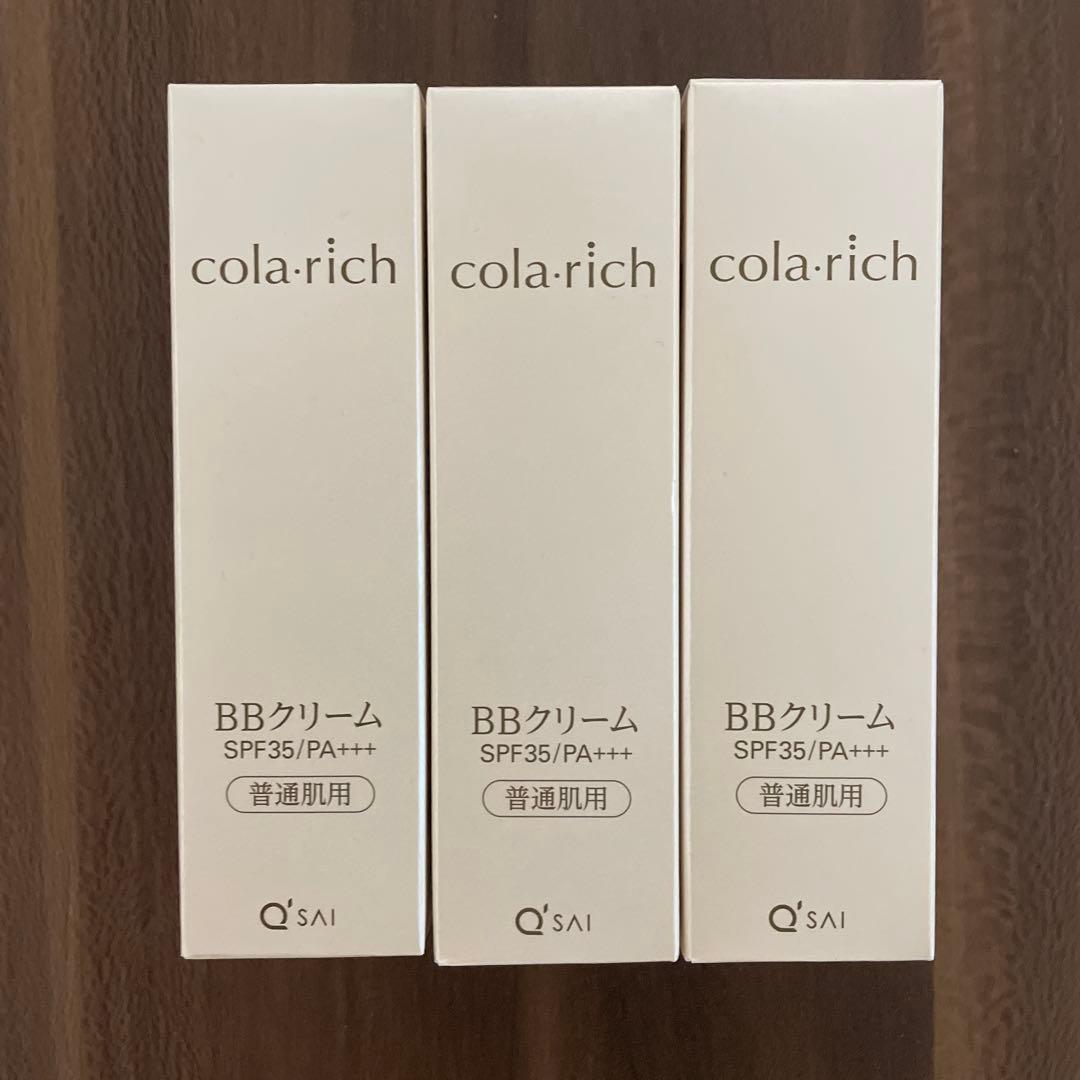 cola·rich
BBクリーム
SPF35/PA+++
普通肌用
Q'SAI
cola·rich
BBクリーム
SPF35/PA+++
普通肌用
Q'SAI
cola·rich
BBクリーム
SPF35/PA+++
普通肌用
Q'SAI